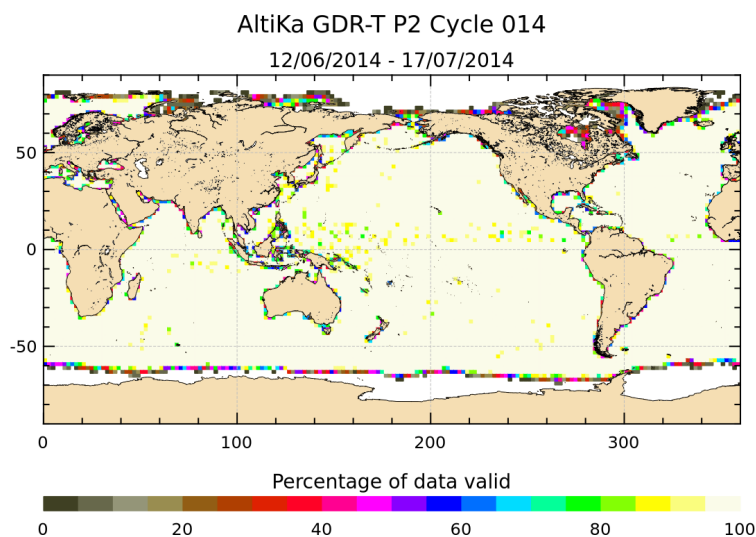 AltiKa GDR-T P2 Cycle 014
12/06/2014 - 17/07/2014
50
0
-50
0 100 200 300
Percentage of data valid
0 20 40 60 80 100